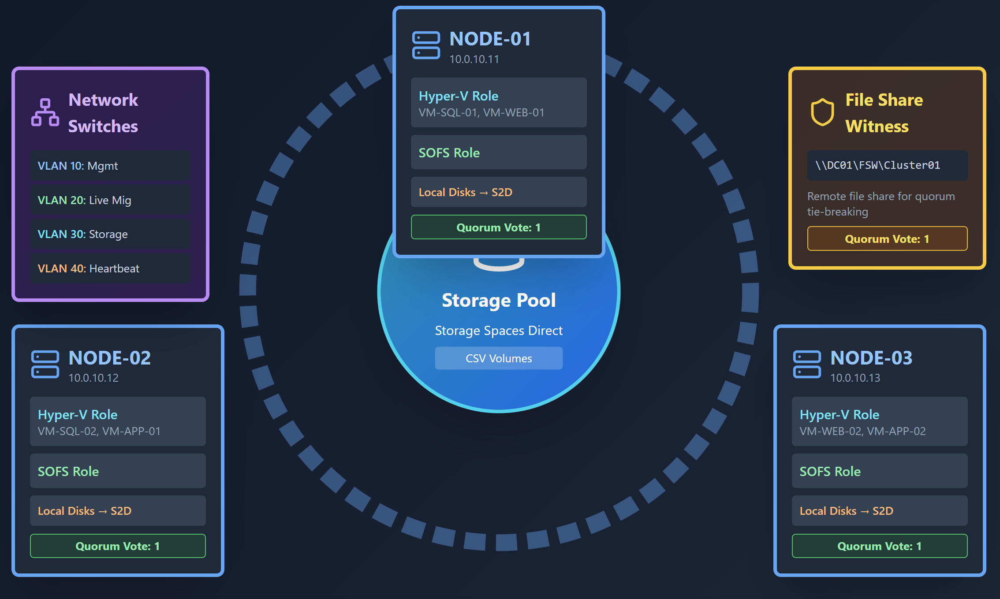 NODE-01
10.0.10.11
Hyper-V Role
VM-SQL-01, VM-WEB-01
SOFS Role
Local Disks → S2D
Quorum Vote: 1
Network
Switches
VLAN 10: Mgmt
VLAN 20: Live Mig
VLAN 30: Storage
VLAN 40: Heartbeat
File Share
Witness
\\DC01\FSW\Cluster01
Remote file share for quorum
tie-breaking
Quorum Vote: 1
Storage Pool
Storage Spaces Direct
CSV Volumes
NODE-02
10.0.10.12
Hyper-V Role
VM-SQL-02, VM-APP-01
SOFS Role
Local Disks → S2D
Quorum Vote: 1
NODE-03
10.0.10.13
Hyper-V Role
VM-WEB-02, VM-APP-02
SOFS Role
Local Disks → S2D
Quorum Vote: 1